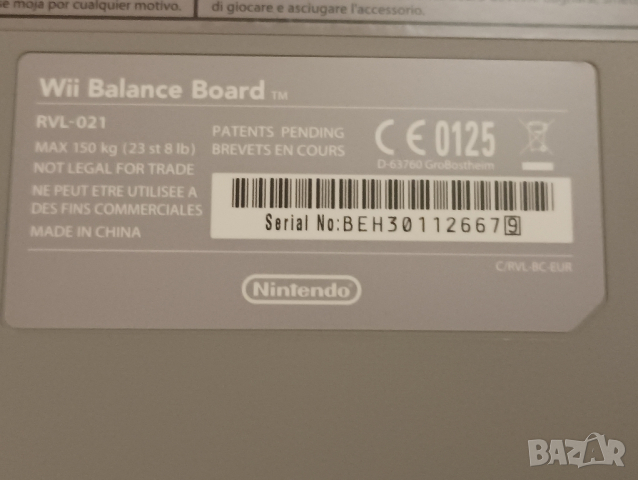 se moja por cualquier motivo.
di giocare e asciugare l'accessorio.
Wii Balance Board TM
RVL-021
MAX 150 kg (23 st 8 lb)
NOT LEGAL FOR TRADE
NE PEUT ETRE UTILISEE A
DES FINS COMMERCIALES
MADE IN CHINA
PATENTS PENDING
BREVETS EN COURS
CE 0125
D-63760 Großostheim
Serial No:BEH30112667 9
C/RVL-BC-EUR
Nintendo
BAZAR